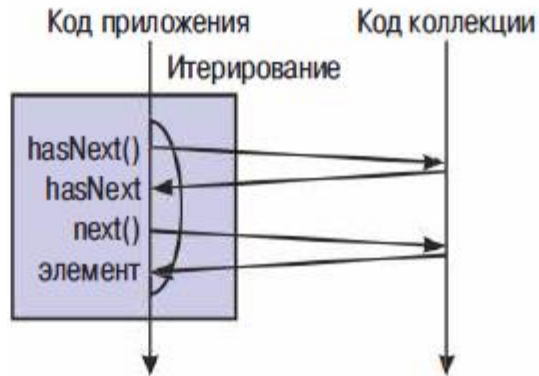 Код приложения
Код коллекции
Итерирование
hasNext()
hasNext
next()
элемент